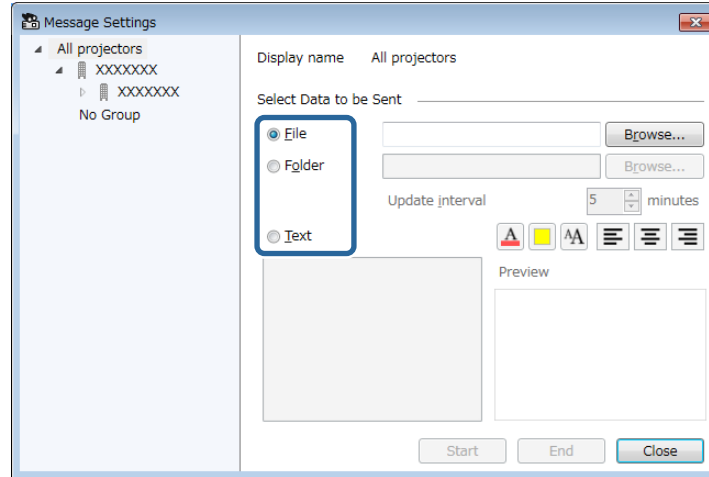 Message Settings
All projectors
XXXXXXX
XXXXXXX
No Group
Display name All projectors
Select Data to be Sent
File Browse...
Folder Browse...
Update interval 5 minutes
Text A AA
Preview
Start End Close